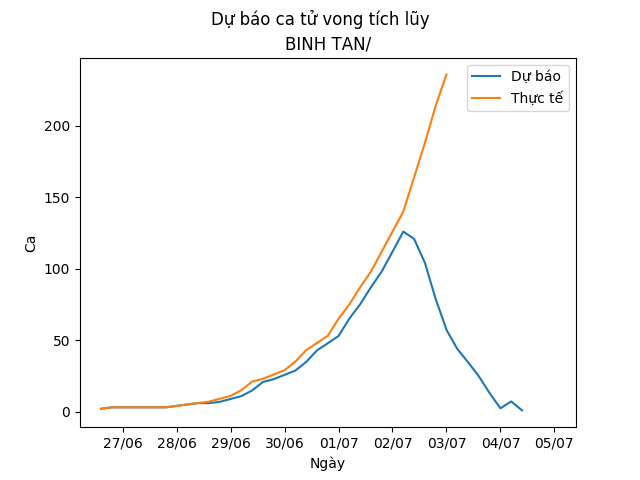 Dự báo ca tử vong tích lũy
BINH TAN/
Dự báo
Thực tế
Ca
200
150
100
50
0
27/06 28/06 29/06 30/06 01/07 02/07 03/07 04/07 05/07
Ngày